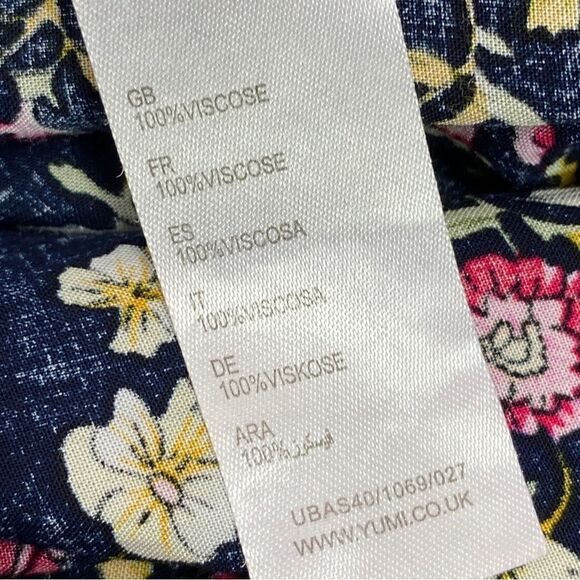 GB
100%VISCOSE
FR
100%VISCOSE
ES
100%VISCOSA
IT
100%VISCOSA
DE
100%VISKOSE
ARA
100%
UBAS40/1069/027
WWW.YUMI.CO.UK